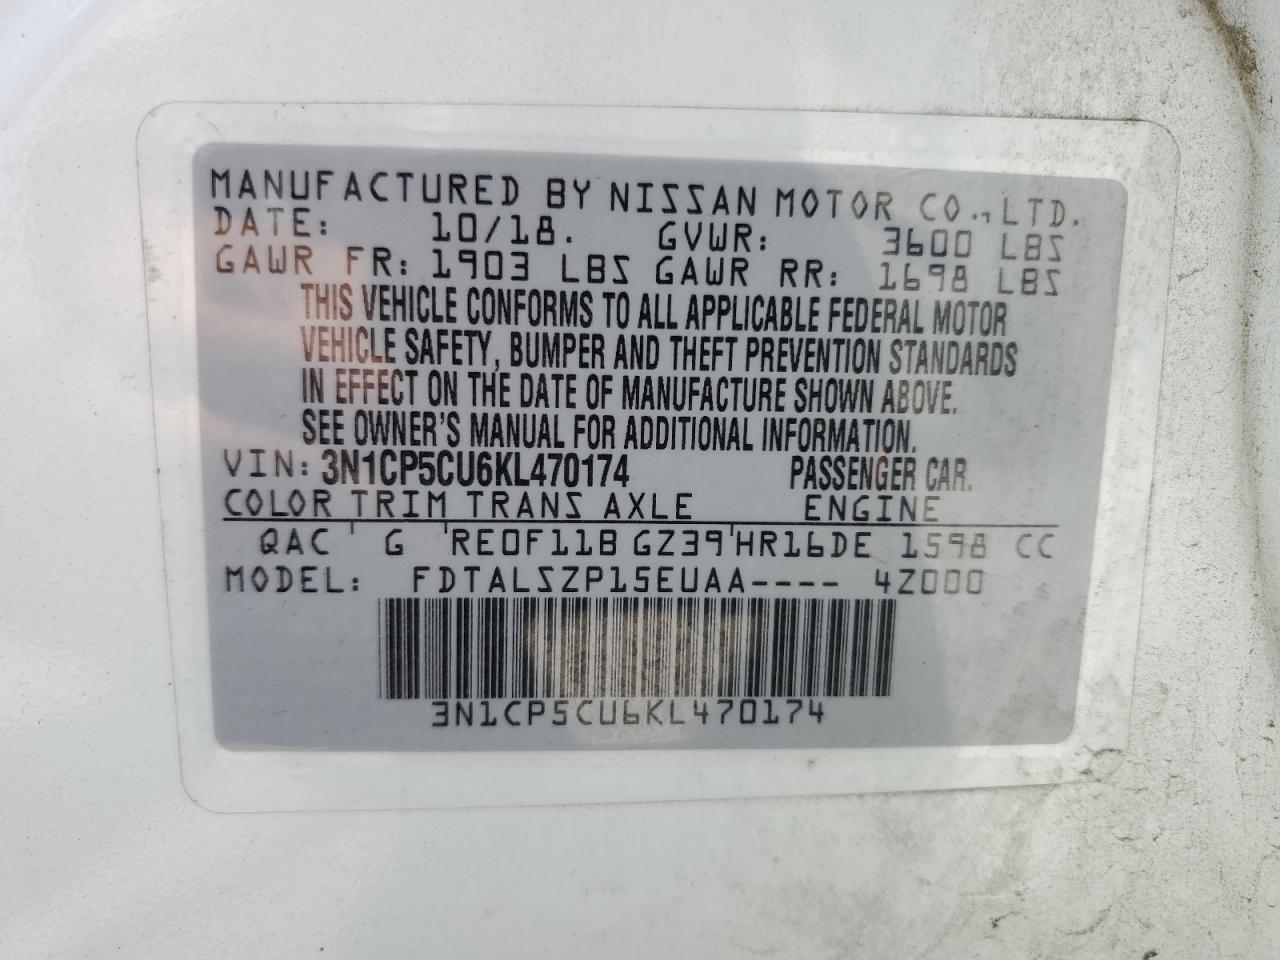 MANUFACTURED BY NISSAN MOTOR CO., LTD.
DATE: 10/18. GVWR: 3600 LBS
GAWR FR: 1903 LBS GAWR RR: 1698 LBS
THIS VEHICLE CONFORMS TO ALL APPLICABLE FEDERAL MOTOR
VEHICLE SAFETY, BUMPER AND THEFT PREVENTION STANDARDS
IN EFFECT ON THE DATE OF MANUFACTURE SHOWN ABOVE.
SEE OWNER'S MANUAL FOR ADDITIONAL INFORMATION.
VIN: 3N1CP5CU6KL470174 PASSENGER CAR.
COLOR TRIM TRANS AXLE ENGINE
QAC G RE0F11B GZ39 HR16DE 1598 CC
MODEL: FDTALSZP15EUAA---- 4Z000
3N1CP5CU6KL470174